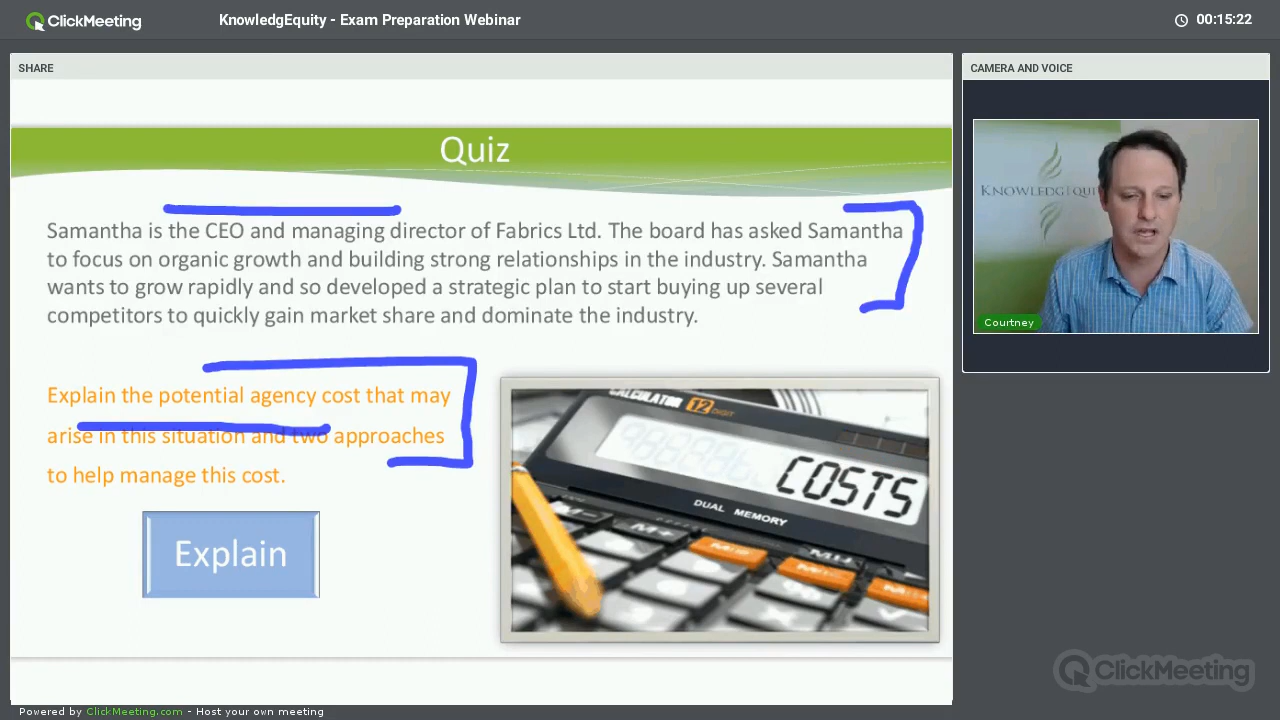 ClickMeeting
KnowledgEquity - Exam Preparation Webinar
00:15:22
SHARE
CAMERA AND VOICE
Quiz
Samantha is the CEO and managing director of Fabrics Ltd. The board has asked Samantha
to focus on organic growth and building strong relationships in the industry. Samantha
wants to grow rapidly and so developed a strategic plan to start buying up several
competitors to quickly gain market share and dominate the industry.
Explain the potential agency cost that may
arise in this situation and two approaches
to help manage this cost.
Explain
CALCULATOR 12 DIGIT
COSTS
DUAL MEMORY
M-
M+
KNOWLEDGEQUI
Courtney
ClickMeeting
Powered by ClickMeeting.com - Host your own meeting